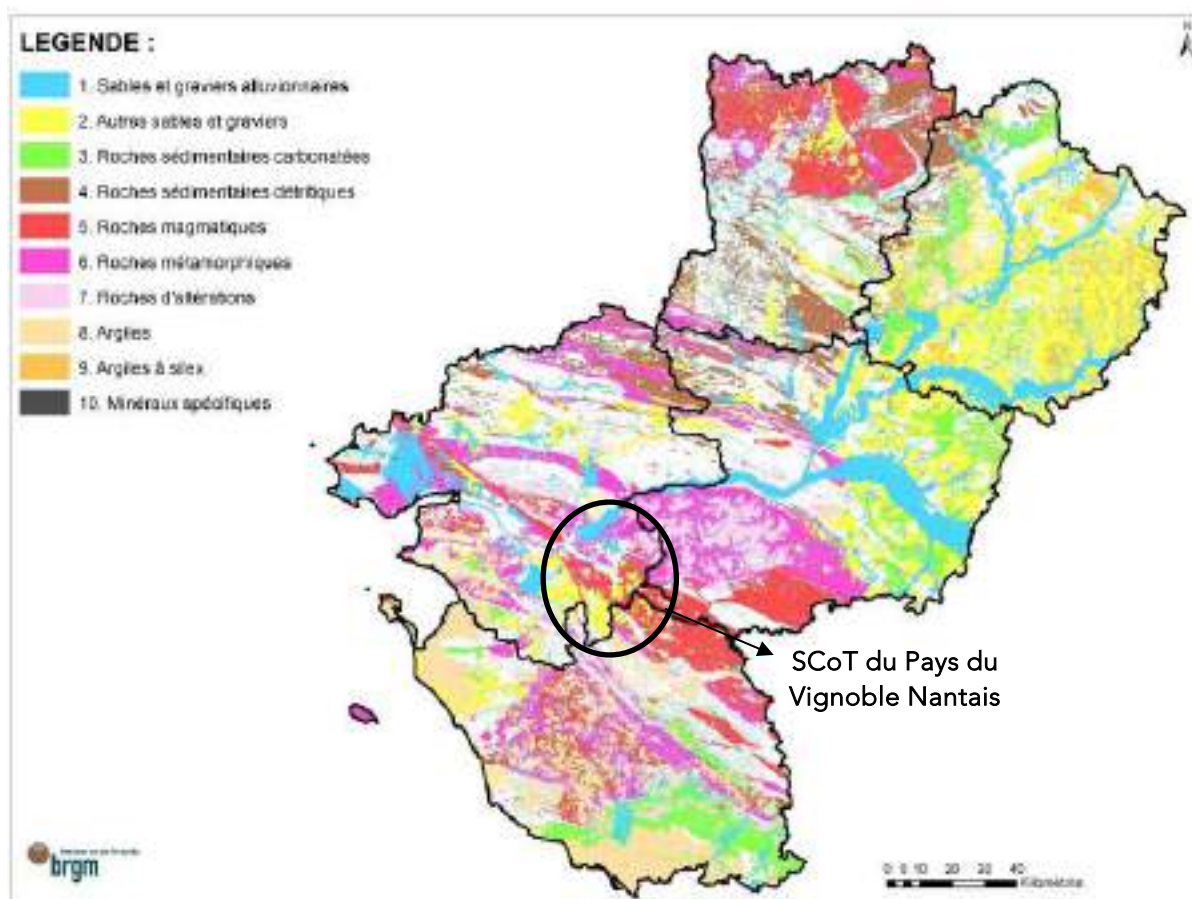 LEGENDE :
1. Sables et graviers alluvionnaires
2. Autres sables et graviers
3. Roches sédimentaires carbonatées
4. Roches sédimentaires détritiques
5. Roches magmatiques
6. Roches métamorphiques
7. Roches d'altérations
8. Argiles
9. Argiles à silex
10. Minéraux spécifiques
N
SCoT du Pays du
Vignoble Nantais
brgm
0 5 10 20 30 40
Kilomètres